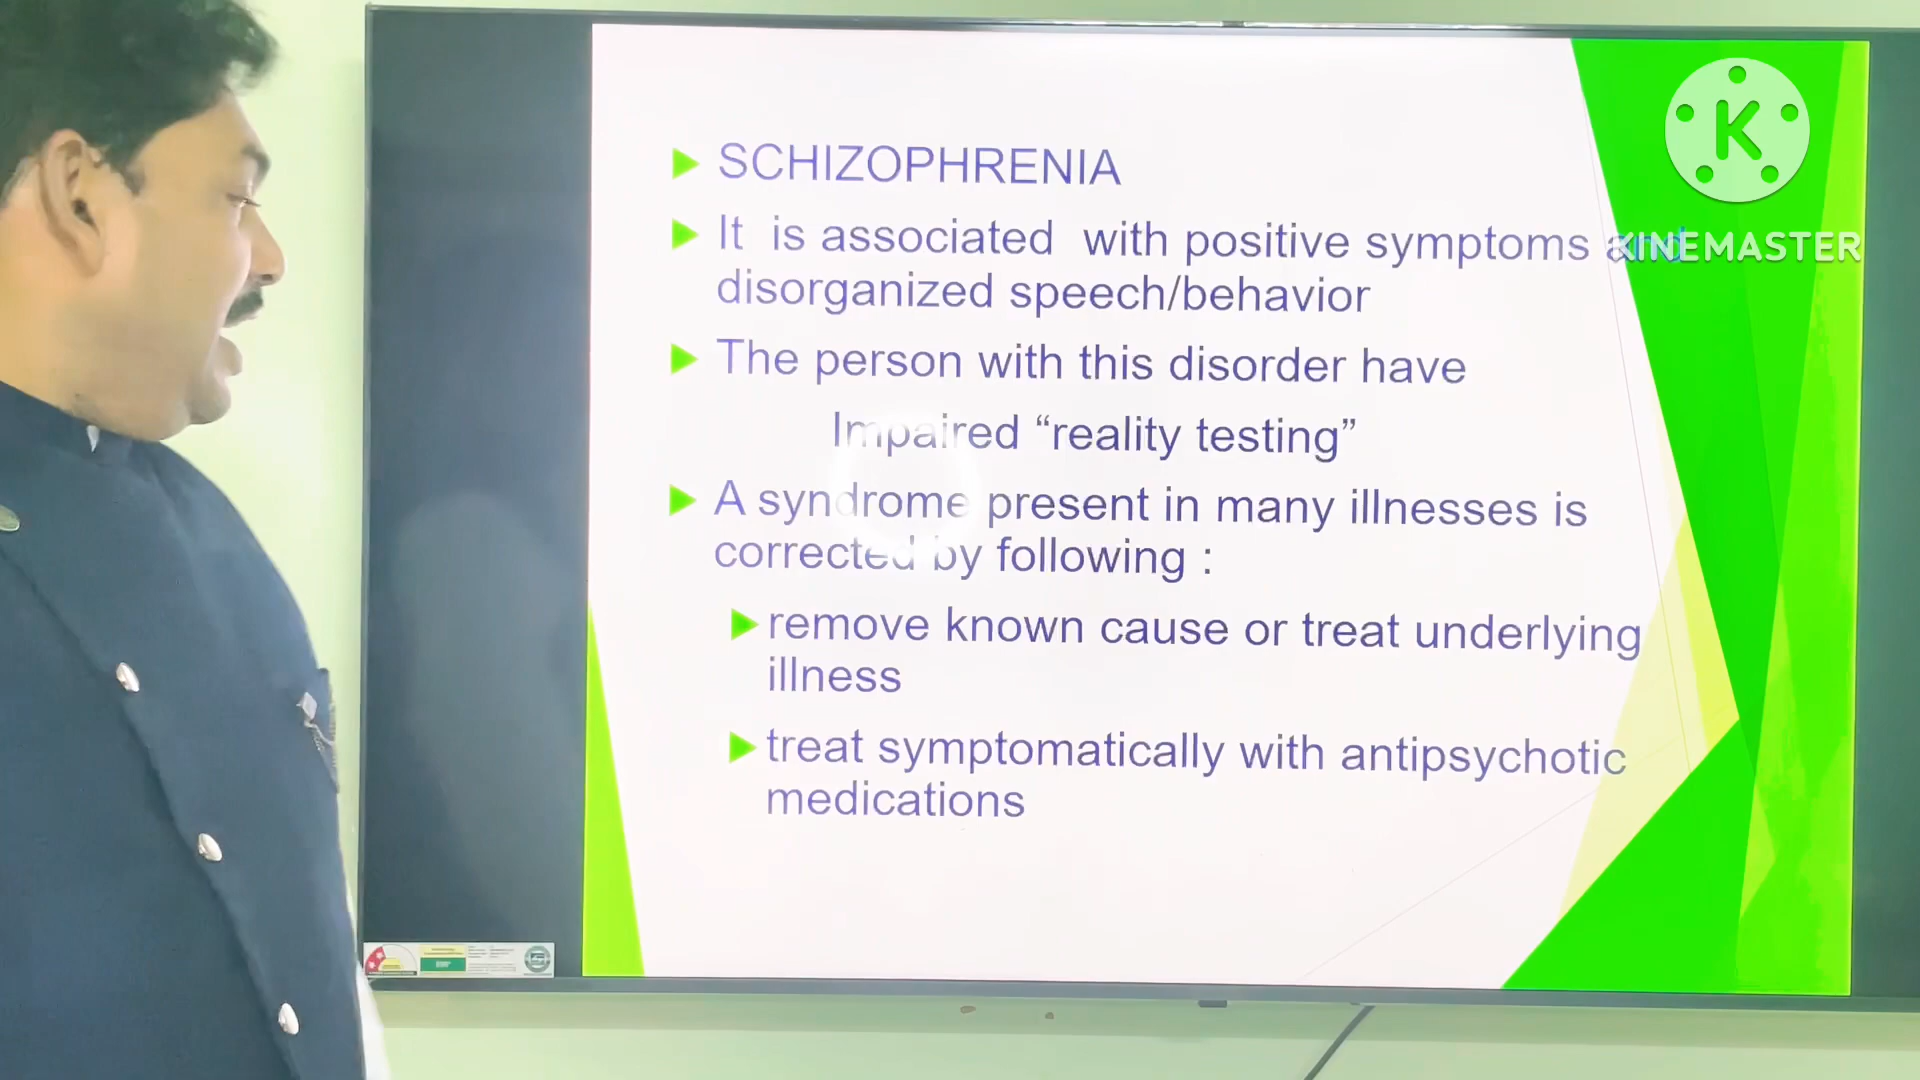 SCHIZOPHRENIA
It is associated with positive symptoms and
disorganized speech/behavior
The person with this disorder have
Impaired “reality testing”
A syndrome present in many illnesses is
corrected by following :
remove known cause or treat underlying
illness
treat symptomatically with antipsychotic
medications
K
KINEMASTER